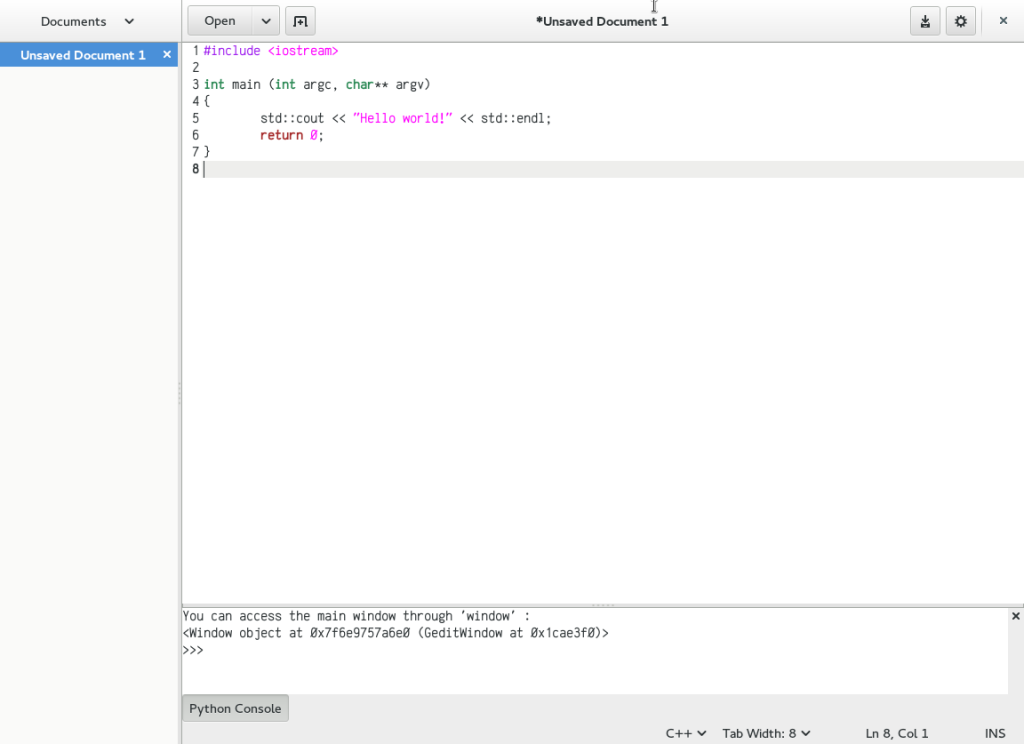 Documents
Open
*Unsaved Document 1
Unsaved Document 1
1 #include <iostream>
2
3 int main (int argc, char** argv)
4 {
5         std::cout << "Hello world!" << std::endl;
6         return 0;
7 }
8
You can access the main window through 'window' :
<Window object at 0x7f6e9757a6e0 (GeditWindow at 0x1cae3f0)>
>>>
Python Console
C++ Tab Width: 8 Ln 8, Col 1 INS